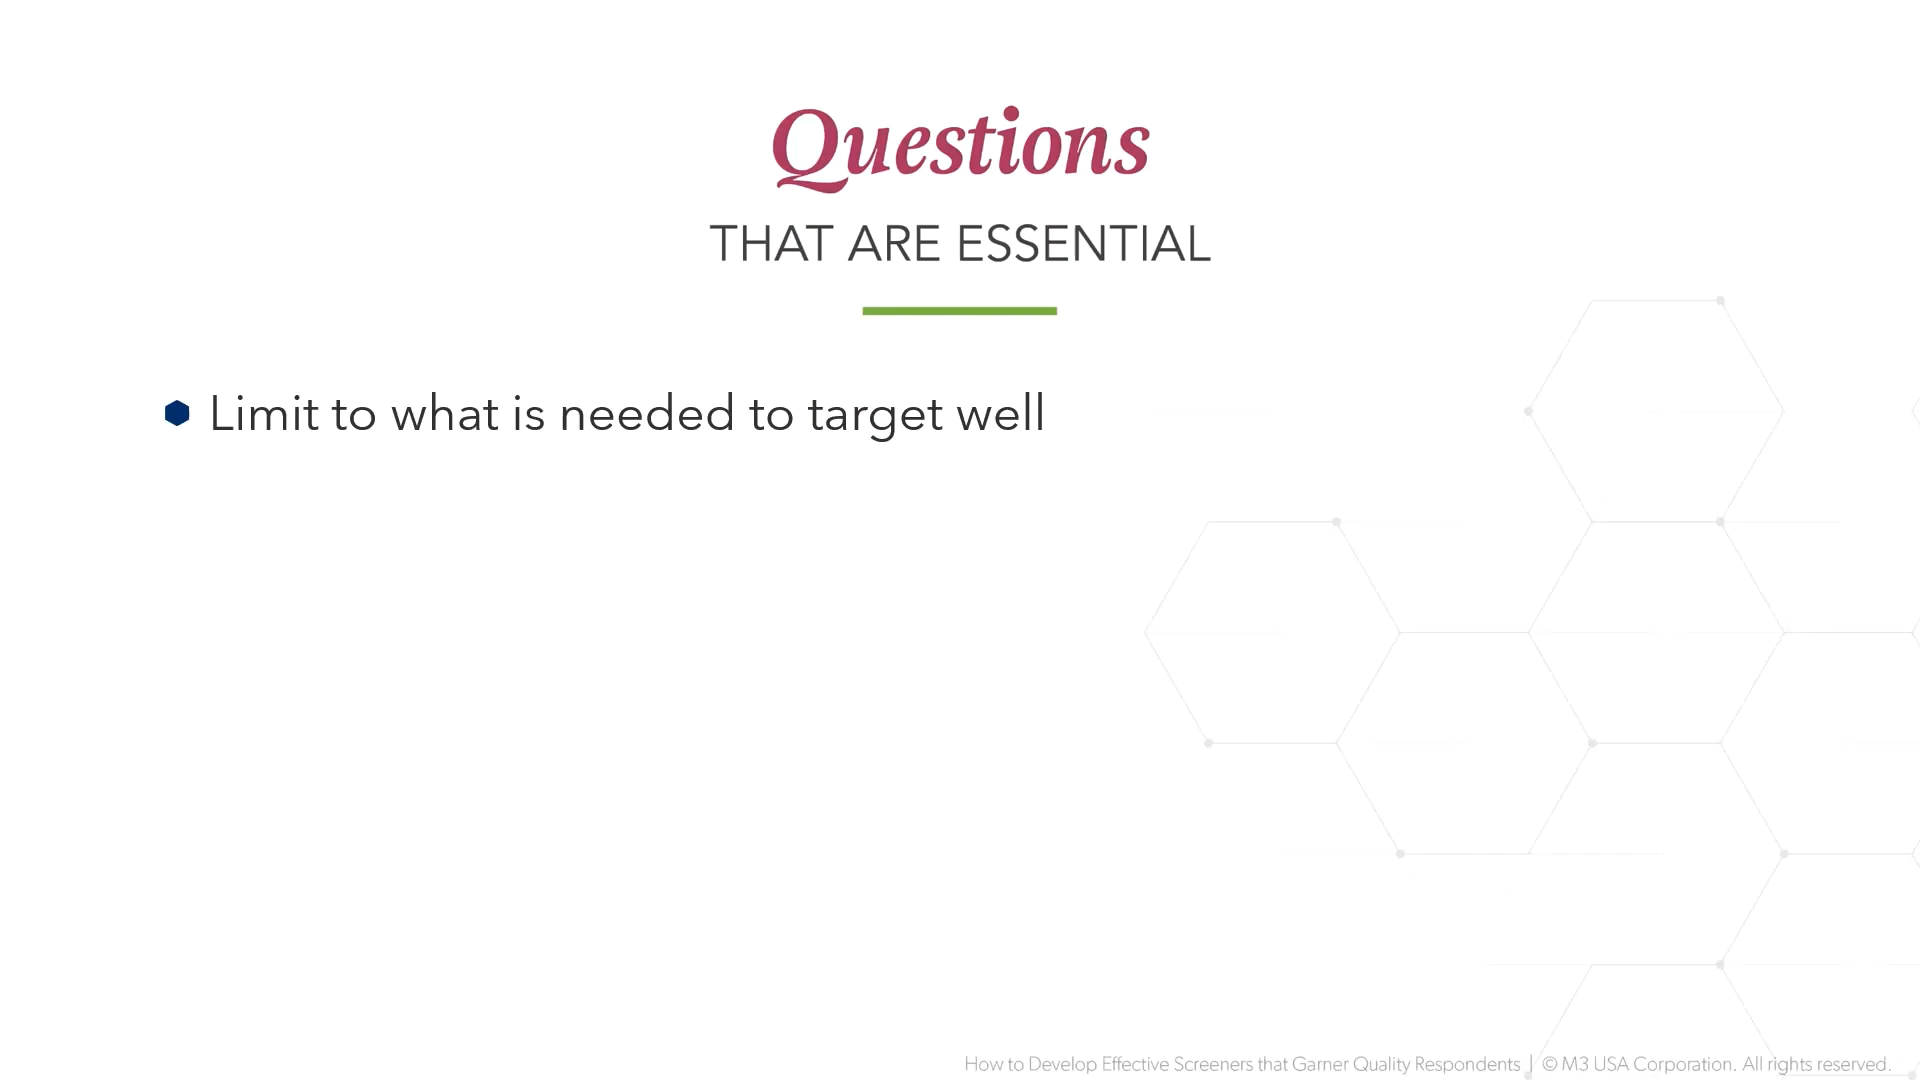 Questions
THAT ARE ESSENTIAL
Limit to what is needed to target well
How to Develop Effective Screeners that Garner Quality Respondents | © M3 USA Corporation. All rights reserved.